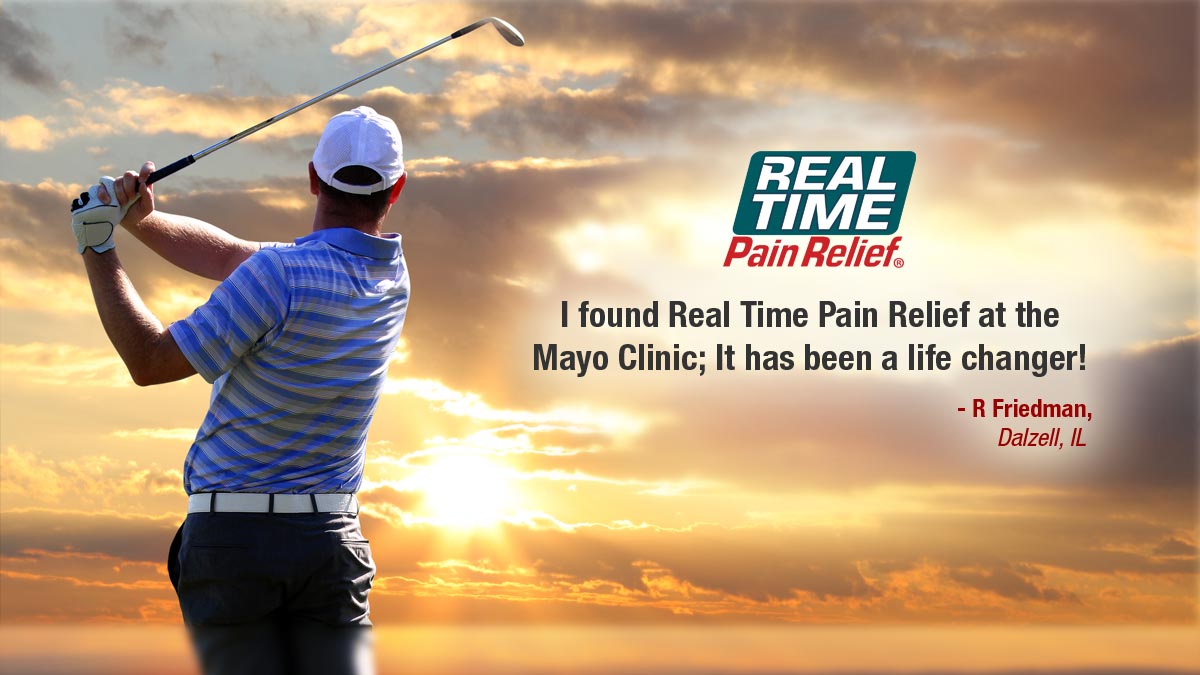 REAL
TIME
Pain Relief®
I found Real Time Pain Relief at the
Mayo Clinic; It has been a life changer!
- R Friedman,
Dalzell, IL